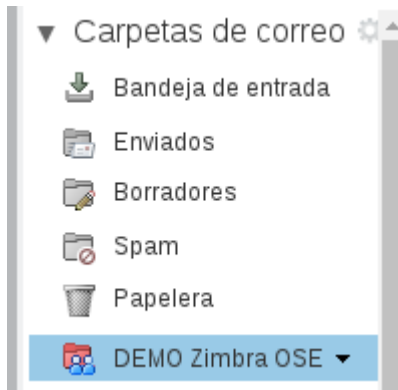 Carpetas de correo
Bandeja de entrada
Enviados
Borradores
Spam
Papelera
DEMO Zimbra OSE